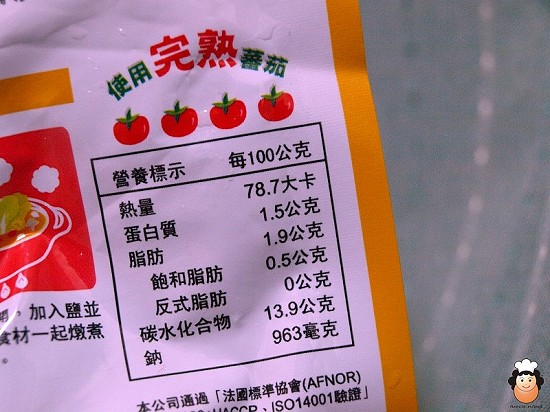 使用完熟蕃茄
營養標示 每100公克
熱量 78.7大卡
蛋白質 1.5公克
脂肪 1.9公克
飽和脂肪 0.5公克
反式脂肪 0公克
碳水化合物 13.9公克
鈉 963毫克
，加入鹽並
食材一起燉煮
。
本公司通過「法國標準協會(AFNOR)
HACCP、ISO14001驗證」